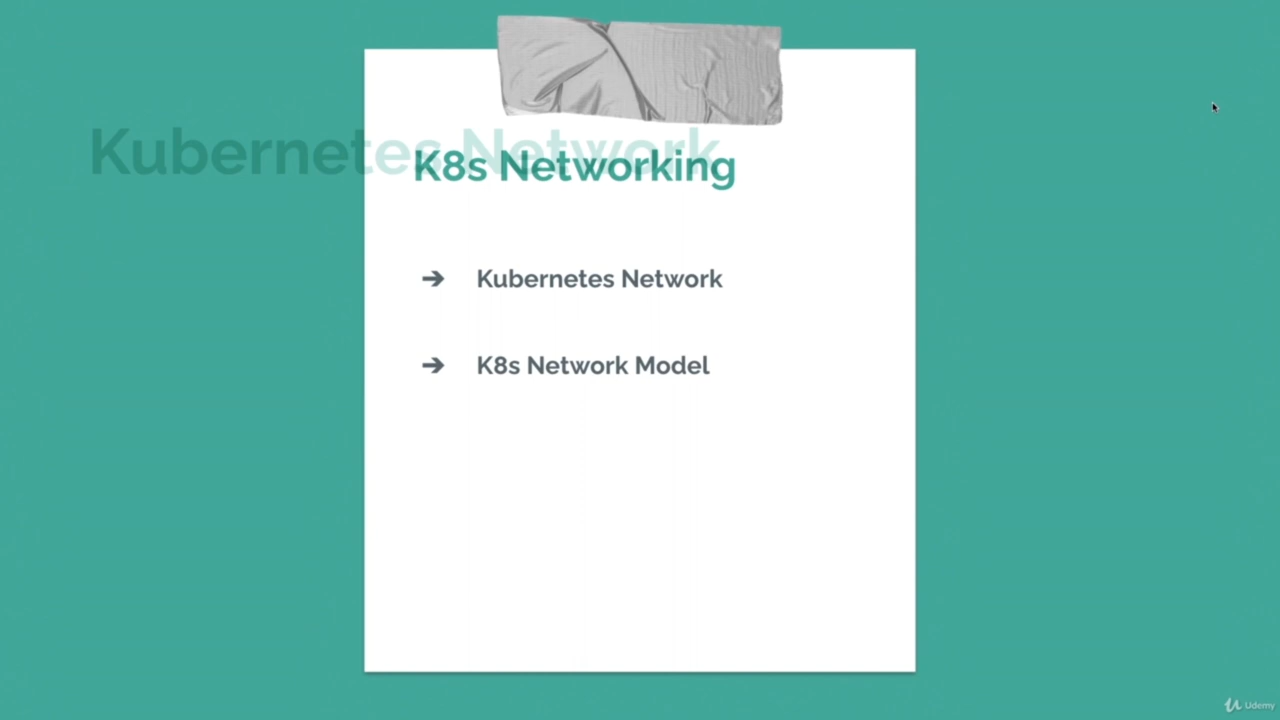 Kubernetes Network
K8s Networking
➔ Kubernetes Network
➔ K8s Network Model
Udemy